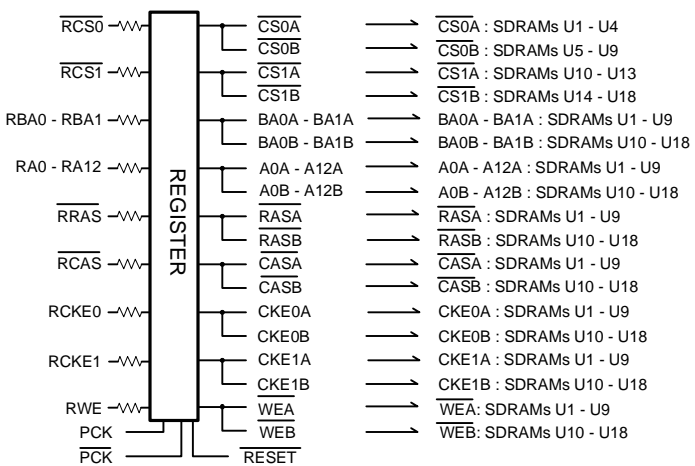 RCS0 CS0A CS0A : SDRAMs U1 - U4
CS0B CS0B : SDRAMs U5 - U9
RCS1 CS1A CS1A : SDRAMs U10 - U13
CS1B CS1B : SDRAMs U14 - U18
RBA0 - RBA1 BA0A - BA1A BA0A - BA1A : SDRAMs U1 - U9
BA0B - BA1B BA0B - BA1B : SDRAMs U10 - U18
RA0 - RA12 A0A - A12A A0A - A12A : SDRAMs U1 - U9
A0B - A12B A0B - A12B : SDRAMs U10 - U18
REGISTER
RRAS RASA RASA : SDRAMs U1 - U9
RASB RASB : SDRAMs U10 - U18
RCAS CASA CASA : SDRAMs U1 - U9
CASB CASB : SDRAMs U10 - U18
RCKE0 CKE0A CKE0A : SDRAMs U1 - U9
CKE0B CKE0B : SDRAMs U10 - U18
RCKE1 CKE1A CKE1A : SDRAMs U1 - U9
CKE1B CKE1B : SDRAMs U10 - U18
RWE WEA WEA: SDRAMs U1 - U9
PCK WEB WEB: SDRAMs U10 - U18
PCK RESET